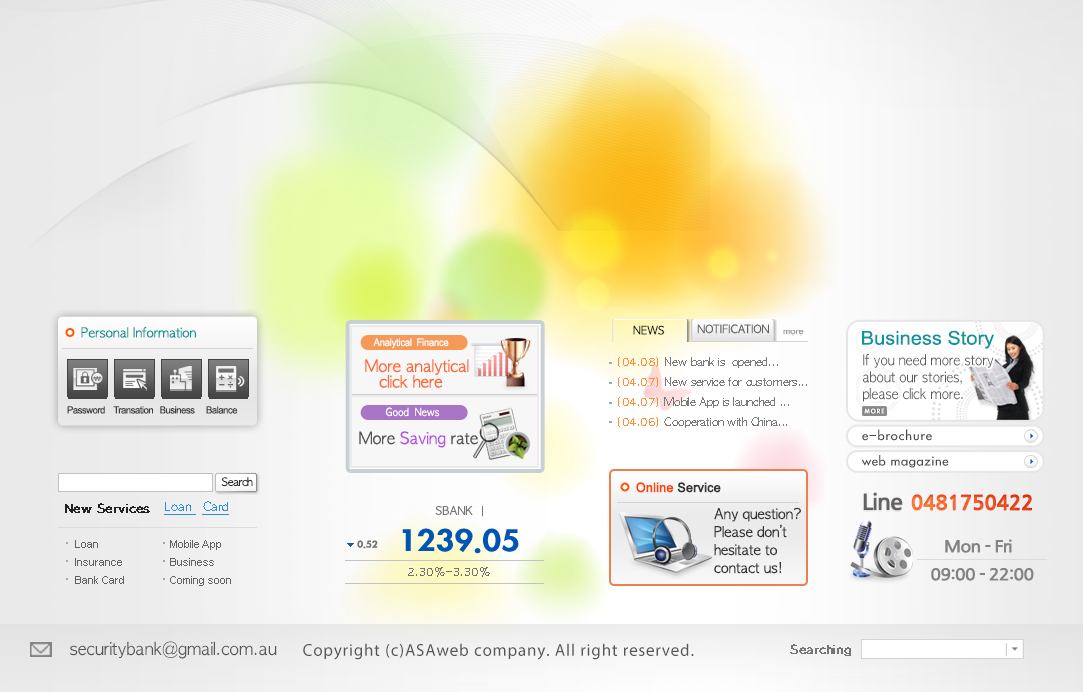 Personal Information
Password Transation Business Balance
Search
New Services Loan Card
Loan
Insurance
Bank Card
Mobile App
Business
Coming soon
Analytical Finance
More analytical
click here
Good News
More Saving rate
SBANK |
0,52 1239.05
2.30%-3.30%
NEWS NOTIFICATION more
- (04.08) New bank is opened...
- (04.07) New service for customers...
- (04.07) Mobile App is launched ...
- (04.06) Cooperation with China...
Online Service
Any question?
Please don't
hesitate to
contact us!
Business Story
If you need more story
about our stories,
please click more.
MORE
e-brochure
web magazine
Line 0481750422
Mon - Fri
09:00 - 22:00
securitybank@gmail.com.au Copyright (c)ASAweb company. All right reserved. Searching